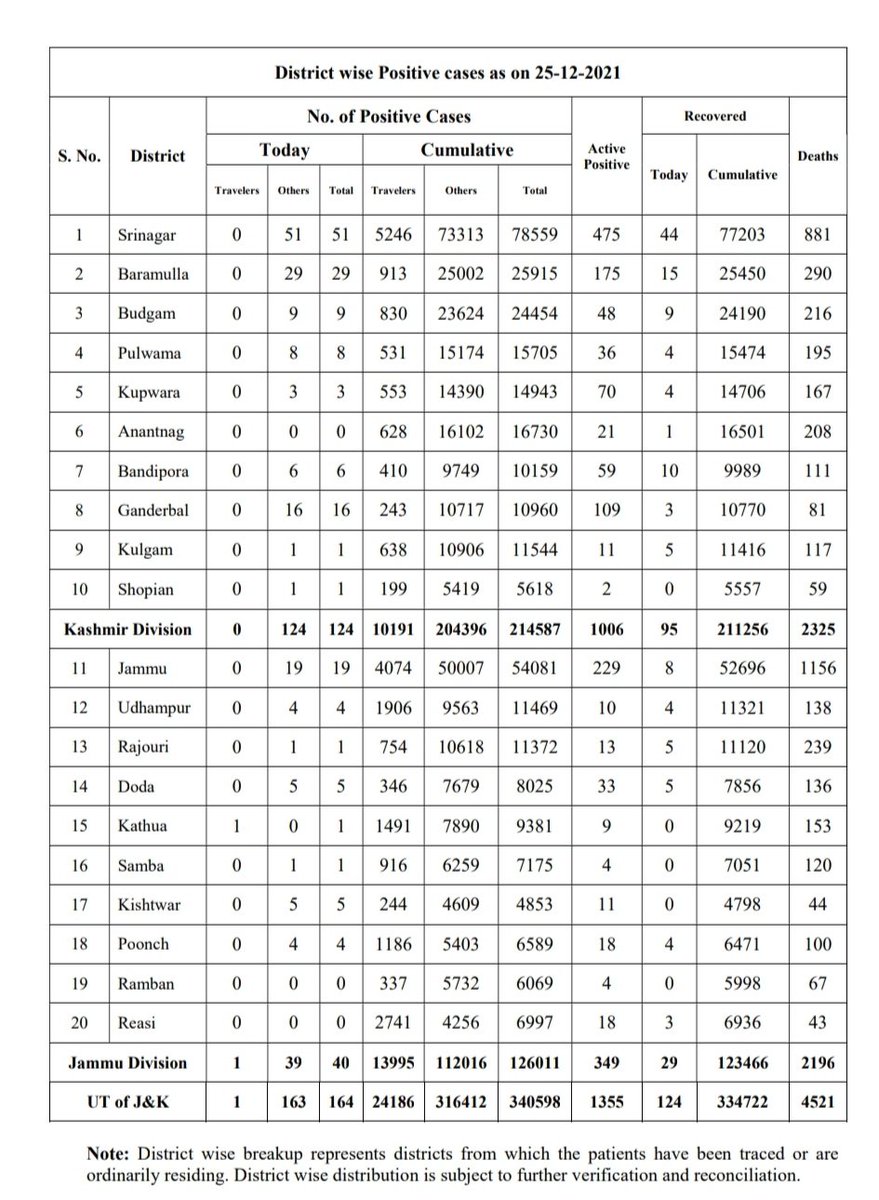 District wise Positive cases as on 25-12-2021
S. No. District No. of Positive Cases Active Positive Recovered Deaths
Today Cumulative Today Cumulative
Travelers Others Total Travelers Others Total
1 Srinagar 0 51 51 5246 73313 78559 475 44 77203 881
2 Baramulla 0 29 29 913 25002 25915 175 15 25450 290
3 Budgam 0 9 9 830 23624 24454 48 9 24190 216
4 Pulwama 0 8 8 531 15174 15705 36 4 15474 195
5 Kupwara 0 3 3 553 14390 14943 70 4 14706 167
6 Anantnag 0 0 0 628 16102 16730 21 1 16501 208
7 Bandipora 0 6 6 410 9749 10159 59 10 9989 111
8 Ganderbal 0 16 16 243 10717 10960 109 3 10770 81
9 Kulgam 0 1 1 638 10906 11544 11 5 11416 117
10 Shopian 0 1 1 199 5419 5618 2 0 5557 59
Kashmir Division 0 124 124 10191 204396 214587 1006 95 211256 2325
11 Jammu 0 19 19 4074 50007 54081 229 8 52696 1156
12 Udhampur 0 4 4 1906 9563 11469 10 4 11321 138
13 Rajouri 0 1 1 754 10618 11372 13 5 11120 239
14 Doda 0 5 5 346 7679 8025 33 5 7856 136
15 Kathua 1 0 1 1491 7890 9381 9 0 9219 153
16 Samba 0 1 1 916 6259 7175 4 0 7051 120
17 Kishtwar 0 5 5 244 4609 4853 11 0 4798 44
18 Poonch 0 4 4 1186 5403 6589 18 4 6471 100
19 Ramban 0 0 0 337 5732 6069 4 0 5998 67
20 Reasi 0 0 0 2741 4256 6997 18 3 6936 43
Jammu Division 1 39 40 13995 112016 126011 349 29 123466 2196
UT of J&K 1 163 164 24186 316412 340598 1355 124 334722 4521
Note: District wise breakup represents districts from which the patients have been traced or are
ordinarily residing. District wise distribution is subject to further verification and reconciliation.